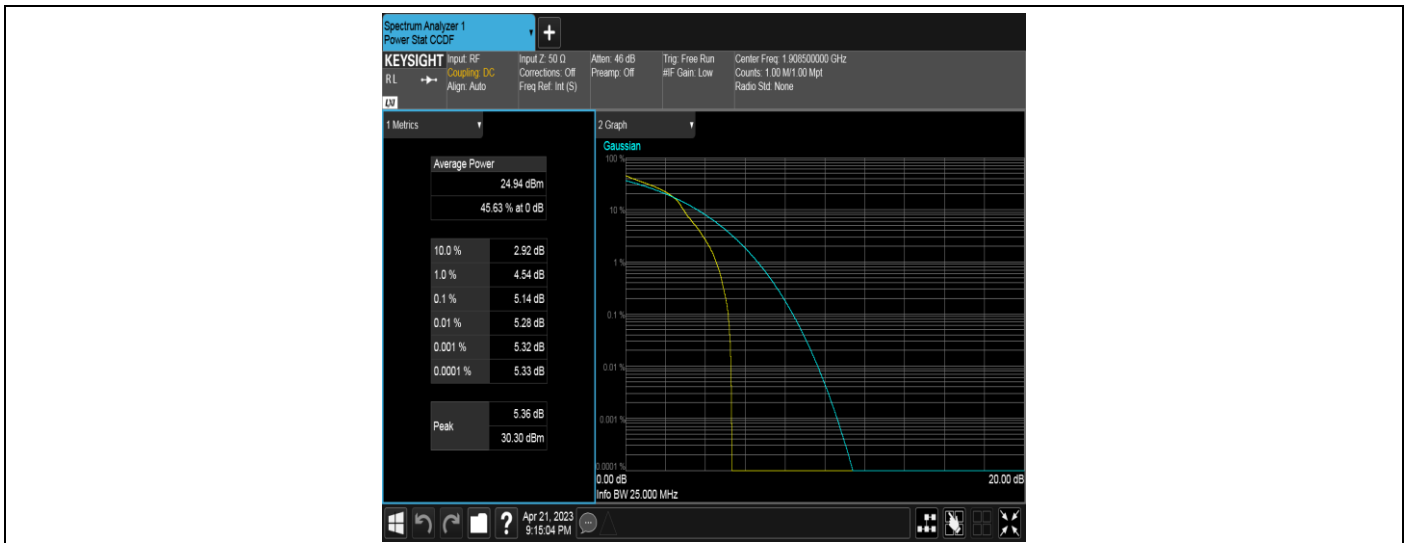 Spectrum Analyzer 1
Power Stat CCDF
+
KEYSIGHT
RL
LXI
Input: RF
Coupling: DC
Align: Auto
Input Z: 50 Ω
Corrections: Off
Freq Ref: Int (S)
Atten: 46 dB
Preamp: Off
Trig: Free Run
#IF Gain: Low
Center Freq: 1.908500000 GHz
Counts: 1.00 M/1.00 Mpt
Radio Std: None
1 Metrics
Average Power
24.94 dBm
45.63 % at 0 dB
10.0 % 2.92 dB
1.0 % 4.54 dB
0.1 % 5.14 dB
0.01 % 5.28 dB
0.001 % 5.32 dB
0.0001 % 5.33 dB
Peak
5.36 dB
30.30 dBm
2 Graph
Gaussian
100 %
10 %
1 %
0.1 %
0.01 %
0.001 %
0.0001 %
0.00 dB 20.00 dB
Info BW 25.000 MHz
?
Apr 21, 2023
9:15:04 PM